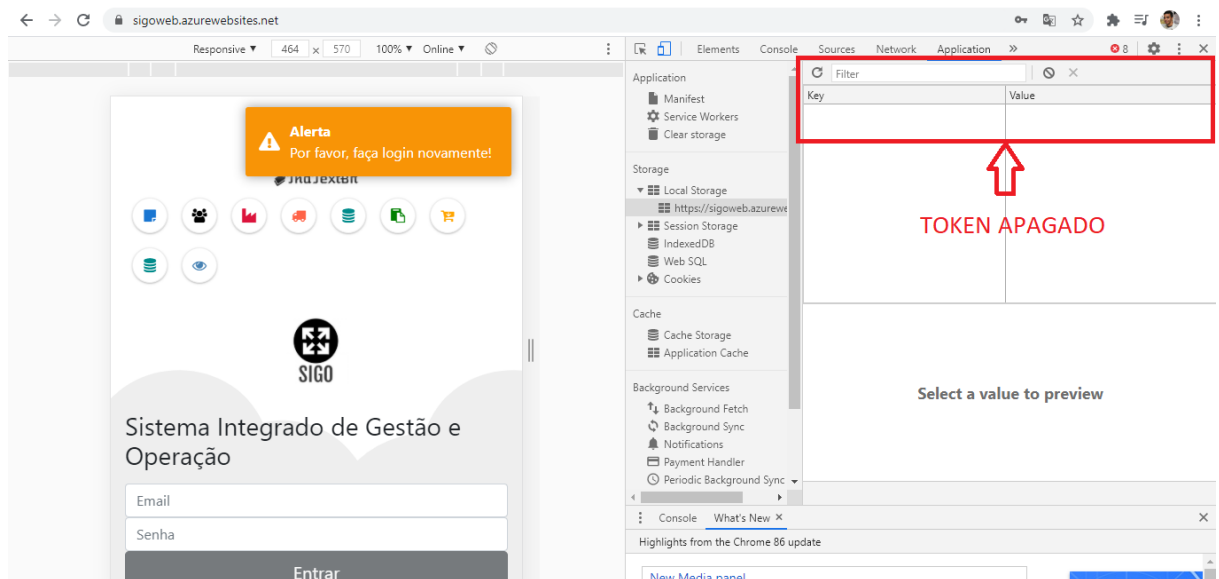 sigoweb.azurewebsites.net
Responsive ▼ 464 x 570 100% ▼ Online ▼
Elements Console Sources Network Application » 8
Alerta
Por favor, faça login novamente!
SIGO
Sistema Integrado de Gestão e
Operação
Email
Senha
Entrar
Application
Manifest
Service Workers
Clear storage
Storage
Local Storage
https://sigoweb.azurewe
Session Storage
IndexedDB
Web SQL
Cookies
Cache
Cache Storage
Application Cache
Background Services
Background Fetch
Background Sync
Notifications
Payment Handler
Periodic Background Sync
Filter
Key Value
TOKEN APAGADO
Select a value to preview
Console What's New ×
Highlights from the Chrome 86 update
New Media panel